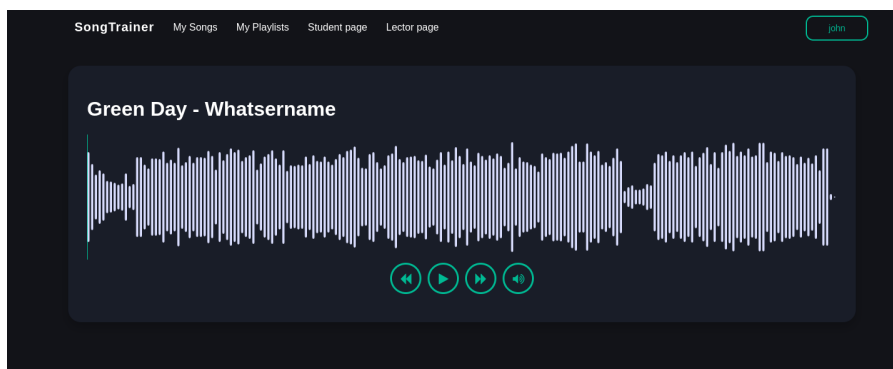 SongTrainer My Songs My Playlists Student page Lector page john
Green Day - Whatsername